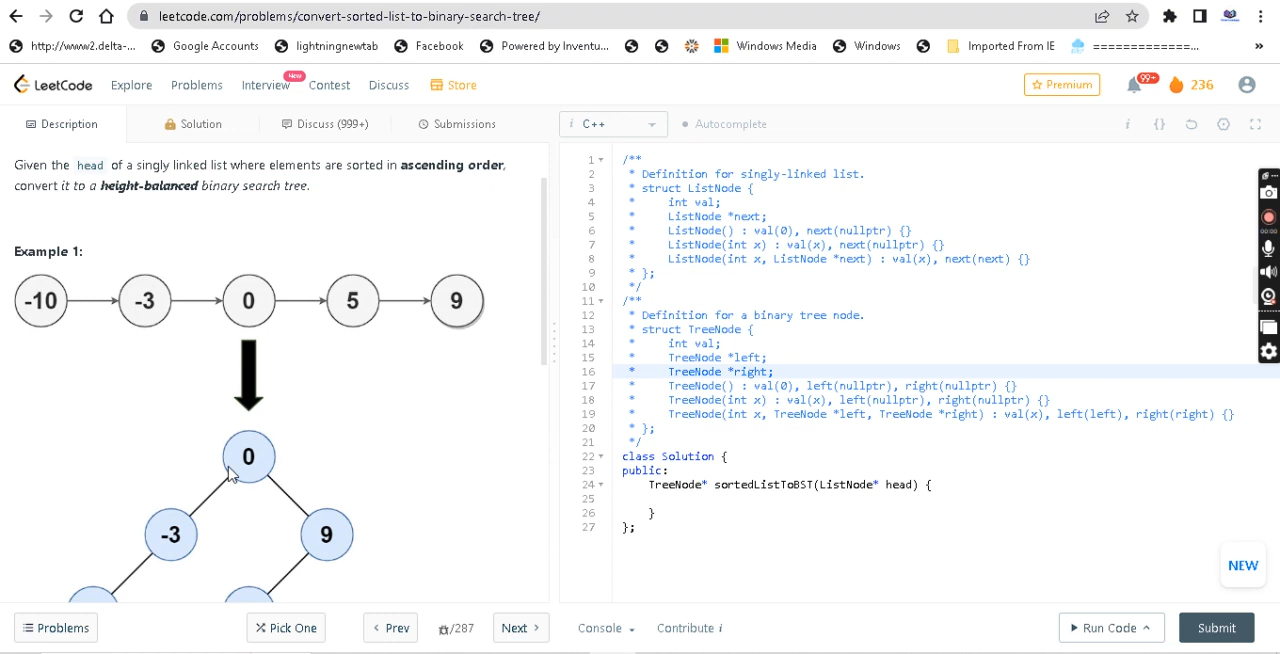 leetcode.com/problems/convert-sorted-list-to-binary-search-tree/
http://www2.delta-... Google Accounts lightningnewtab Facebook Powered by Inventu... Windows Media Windows Imported From IE =============... »
LeetCode Explore Problems Interview New Contest Discuss Store Premium 99+ 236
Description Solution Discuss (999+) Submissions i C++ Autocomplete i {}
Given the head of a singly linked list where elements are sorted in ascending order,
convert it to a height-balanced binary search tree.
Example 1:
-10 -3 0 5 9
0
-3 9
1 /**
2 * Definition for singly-linked list.
3 * struct ListNode {
4 * int val;
5 * ListNode *next;
6 * ListNode() : val(0), next(nullptr) {}
7 * ListNode(int x) : val(x), next(nullptr) {}
8 * ListNode(int x, ListNode *next) : val(x), next(next) {}
9 * };
10 */
11 /**
12 * Definition for a binary tree node.
13 * struct TreeNode {
14 * int val;
15 * TreeNode *left;
16 * TreeNode *right;
17 * TreeNode() : val(0), left(nullptr), right(nullptr) {}
18 * TreeNode(int x) : val(x), left(nullptr), right(nullptr) {}
19 * TreeNode(int x, TreeNode *left, TreeNode *right) : val(x), left(left), right(right) {}
20 * };
21 */
22 class Solution {
23 public:
24 TreeNode* sortedListToBST(ListNode* head) {
25
26 }
27 };
00:00
NEW
Problems Pick One Prev /287 Next Console Contribute i Run Code Submit